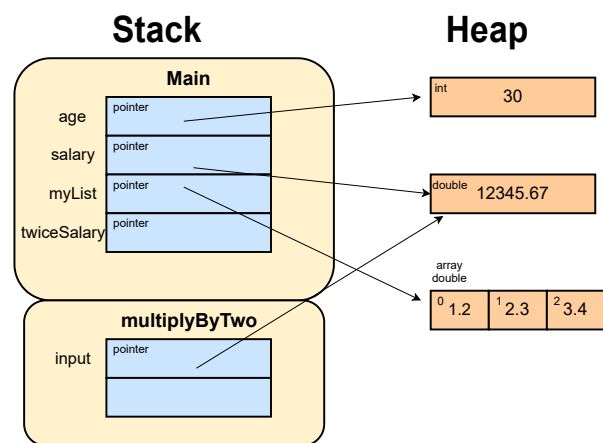 Stack
Heap
Main
age
pointer
int
30
salary
pointer
myList
pointer
double
12345.67
twiceSalary
pointer
array
double
0 1.2
1 2.3
2 3.4
multiplyByTwo
input
pointer